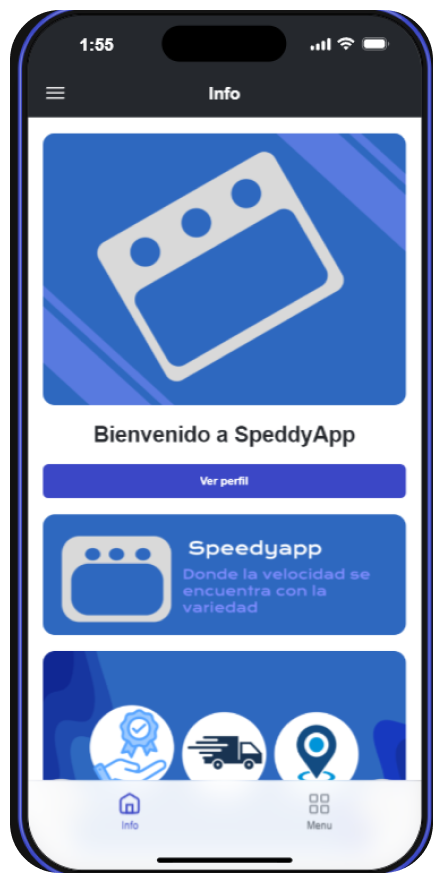 1:55
Info
Bienvenido a SpeddyApp
Ver perfil
Speedyapp
Donde la velocidad se
encuentra con la
variedad
Info
Menu